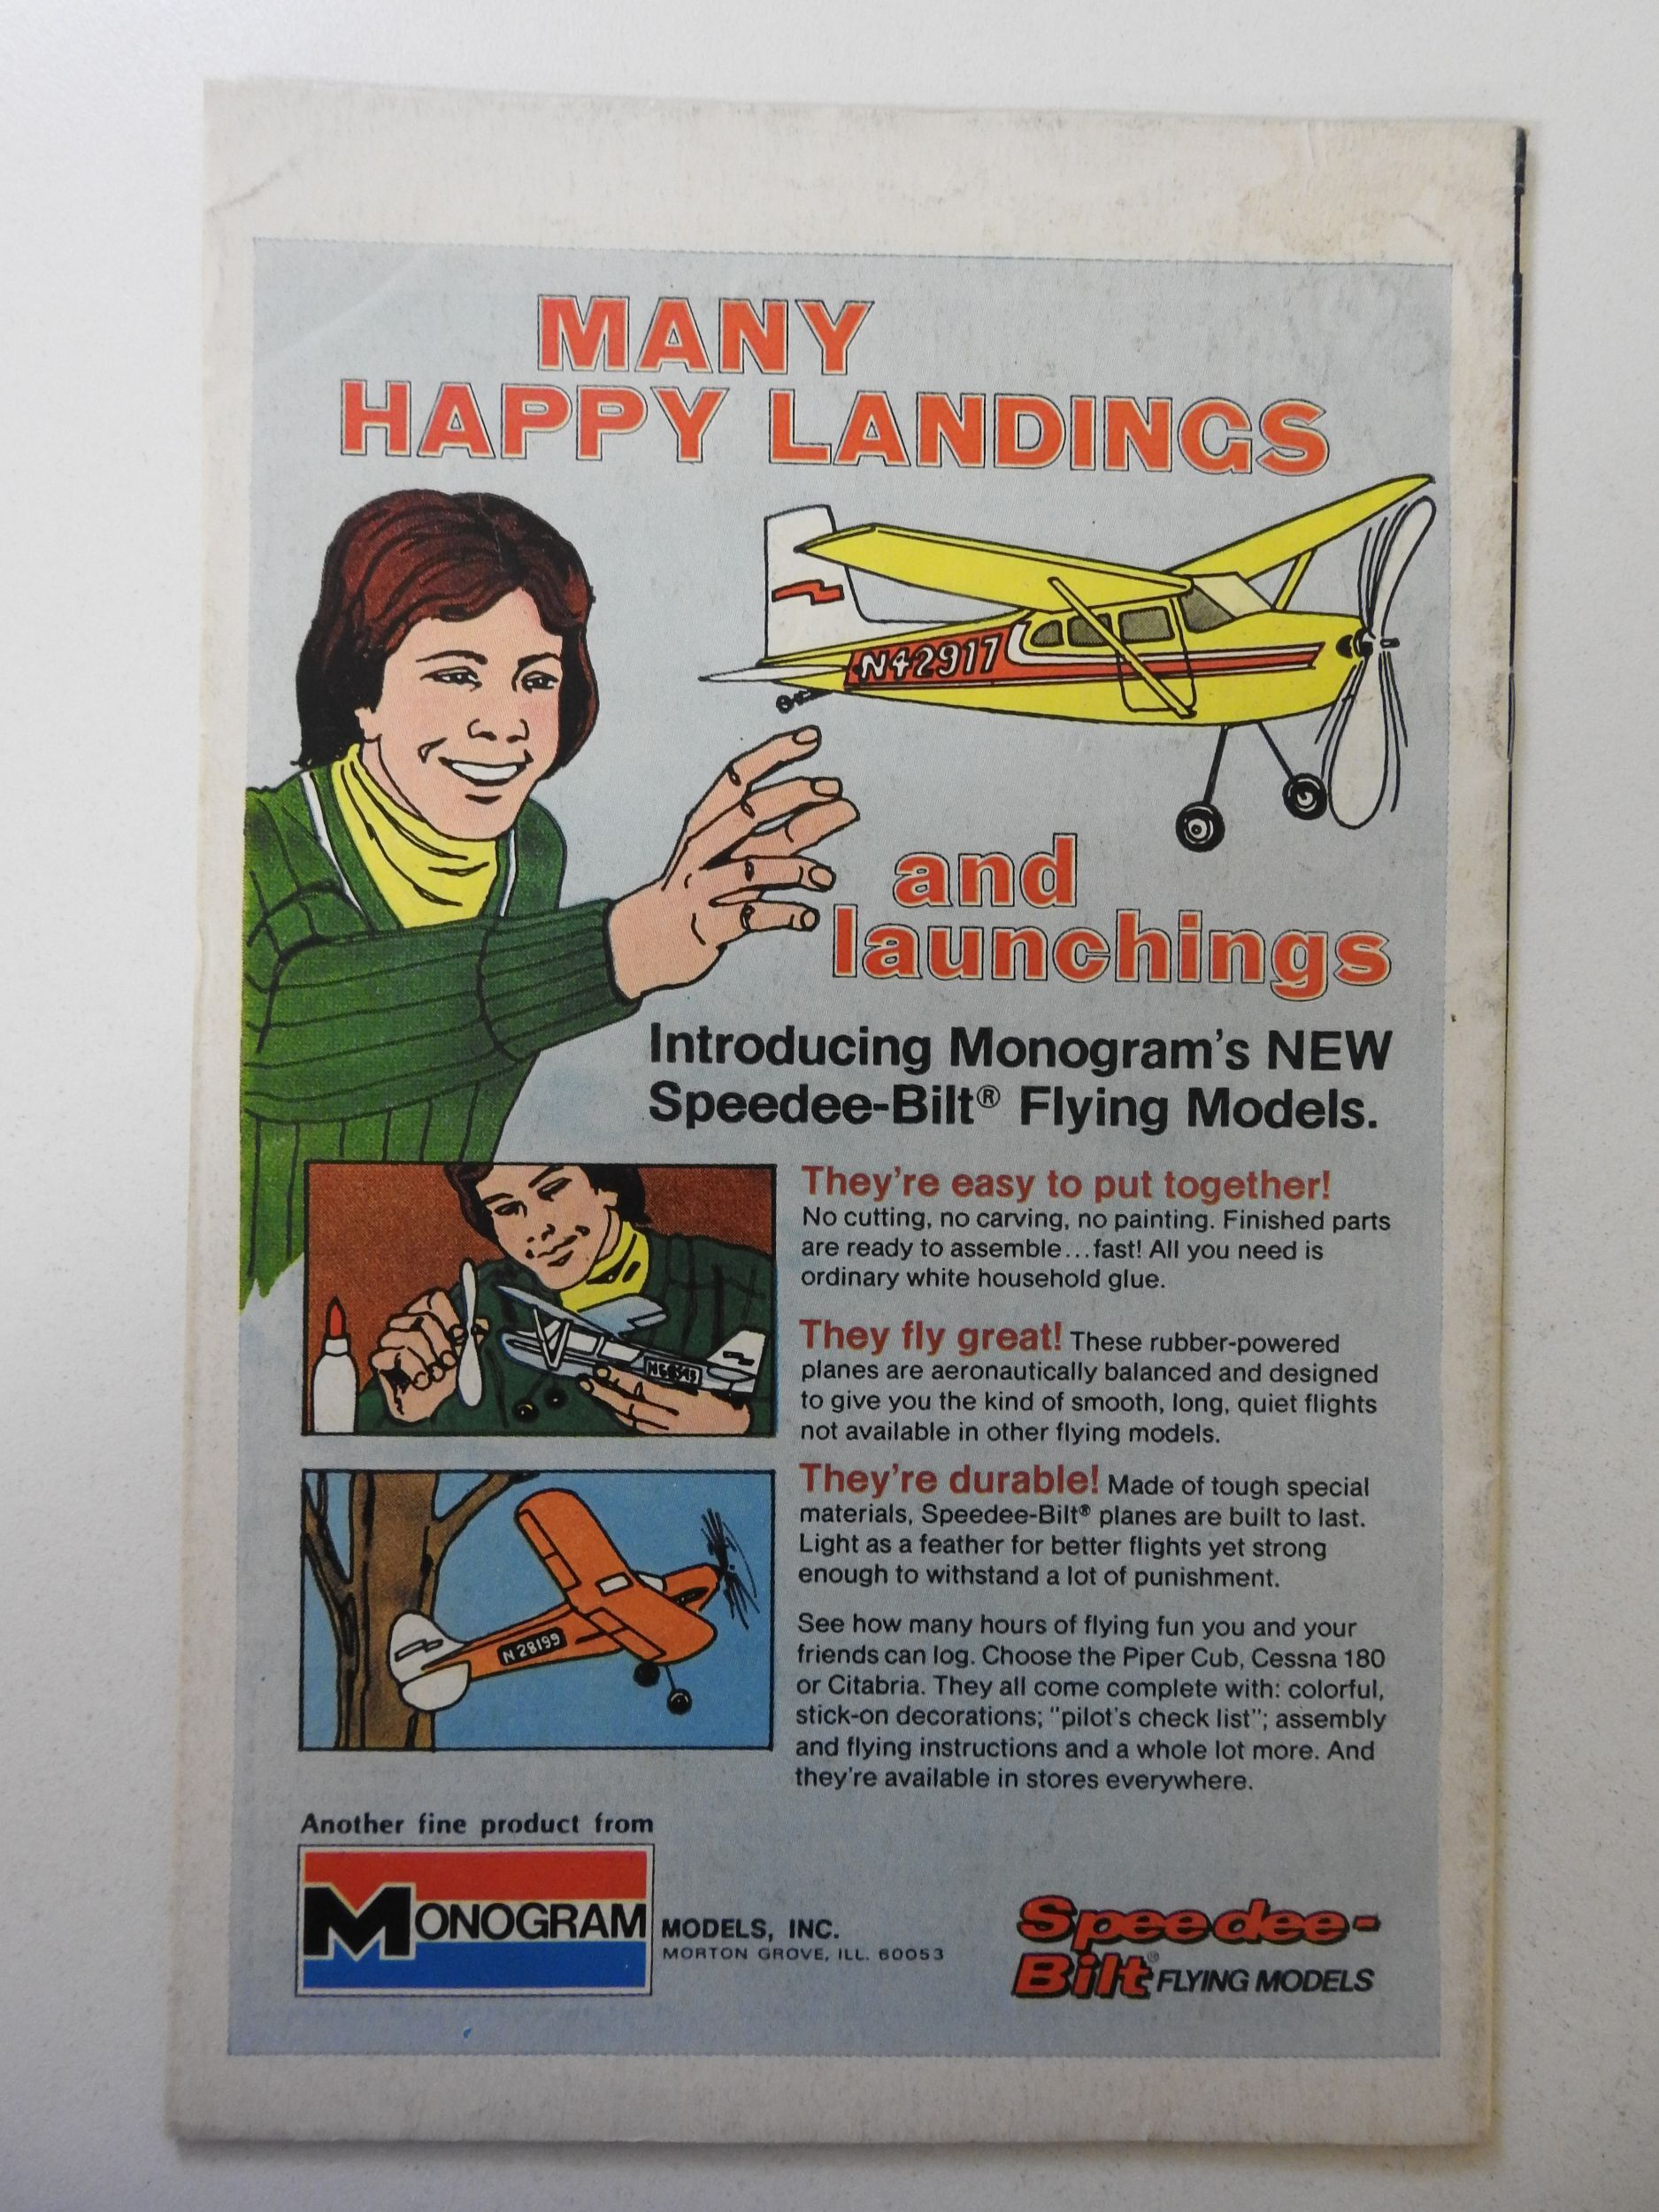 MANY
HAPPY LANDINGS
N42917
and
launchings
Introducing Monogram's NEW
Speedee-Bilt® Flying Models.
They're easy to put together!
No cutting, no carving, no painting. Finished parts
are ready to assemble...fast! All you need is
ordinary white household glue.
They fly great! These rubber-powered
planes are aeronautically balanced and designed
to give you the kind of smooth, long, quiet flights
not available in other flying models.
They're durable! Made of tough special
materials, Speedee-Bilt® planes are built to last.
Light as a feather for better flights yet strong
enough to withstand a lot of punishment.
N 28199
See how many hours of flying fun you and your
friends can log. Choose the Piper Cub, Cessna 180
or Citabria. They all come complete with: colorful,
stick-on decorations; "pilot's check list"; assembly
and flying instructions and a whole lot more. And
they're available in stores everywhere.
Another fine product from
MONOGRAM MODELS, INC.
MORTON GROVE, ILL. 60053
Speedee-
Bilt® FLYING MODELS